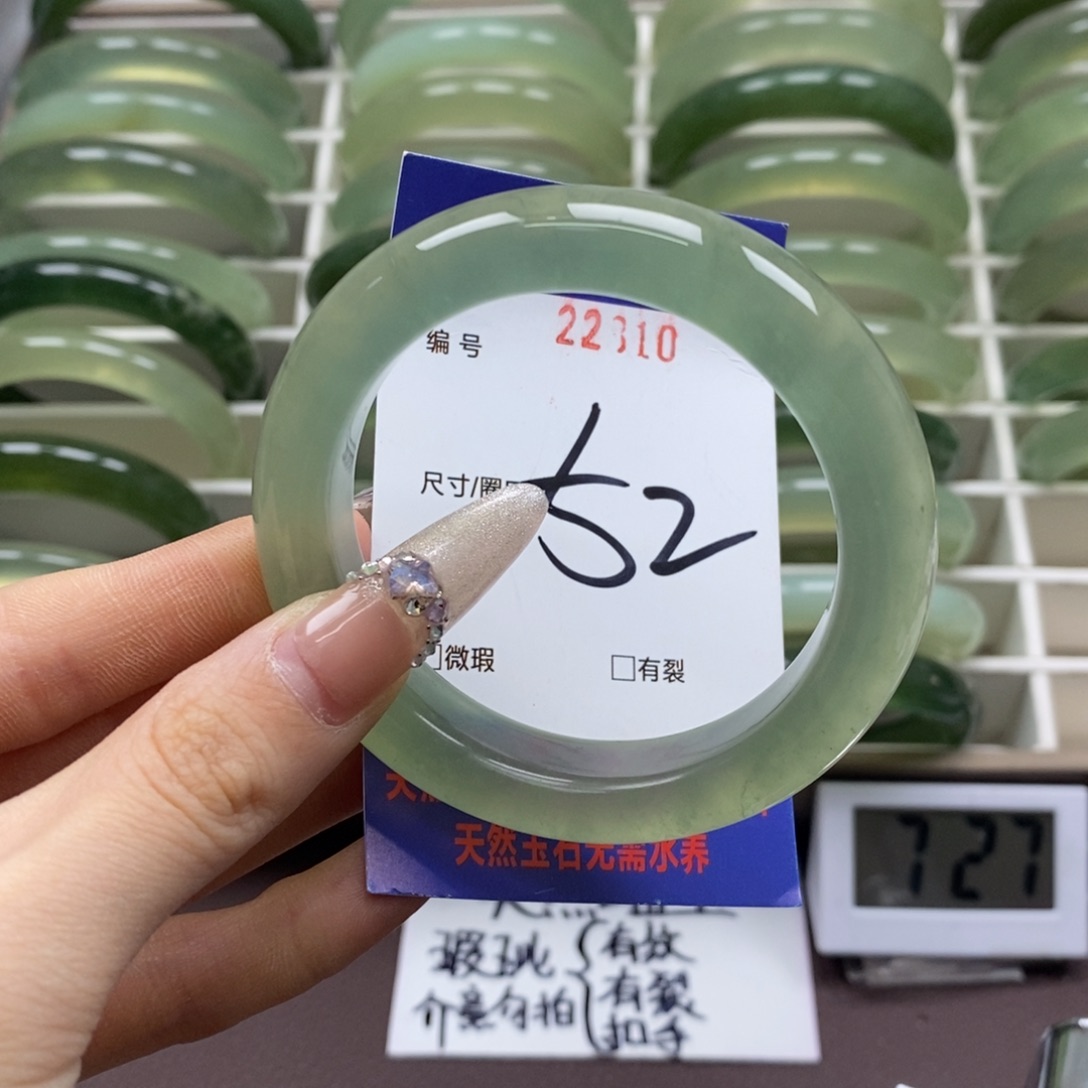 编号 22310
尺寸/圈 52
微瑕 有裂
天然玉石无需水养
瑕玼 有纹
有裂
介意勿拍 扣手
727